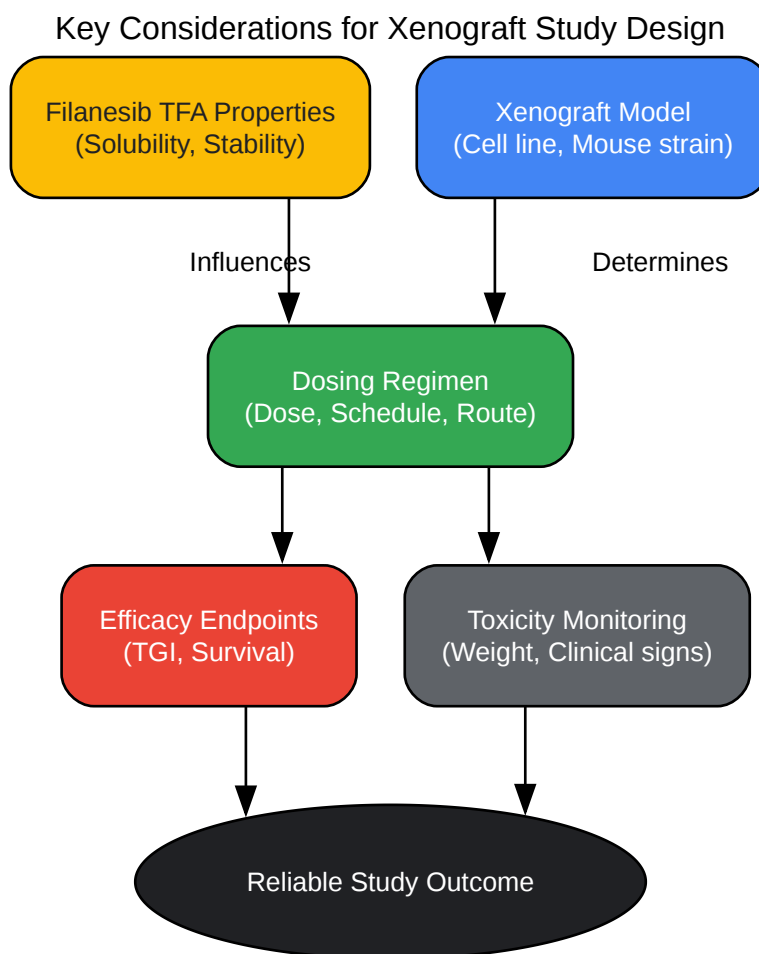 Key Considerations for Xenograft Study Design
Filanesib TFA Properties
(Solubility, Stability)
Xenograft Model
(Cell line, Mouse strain)
Influences
Determines
Dosing Regimen
(Dose, Schedule, Route)
Efficacy Endpoints
(TGI, Survival)
Toxicity Monitoring
(Weight, Clinical signs)
Reliable Study Outcome